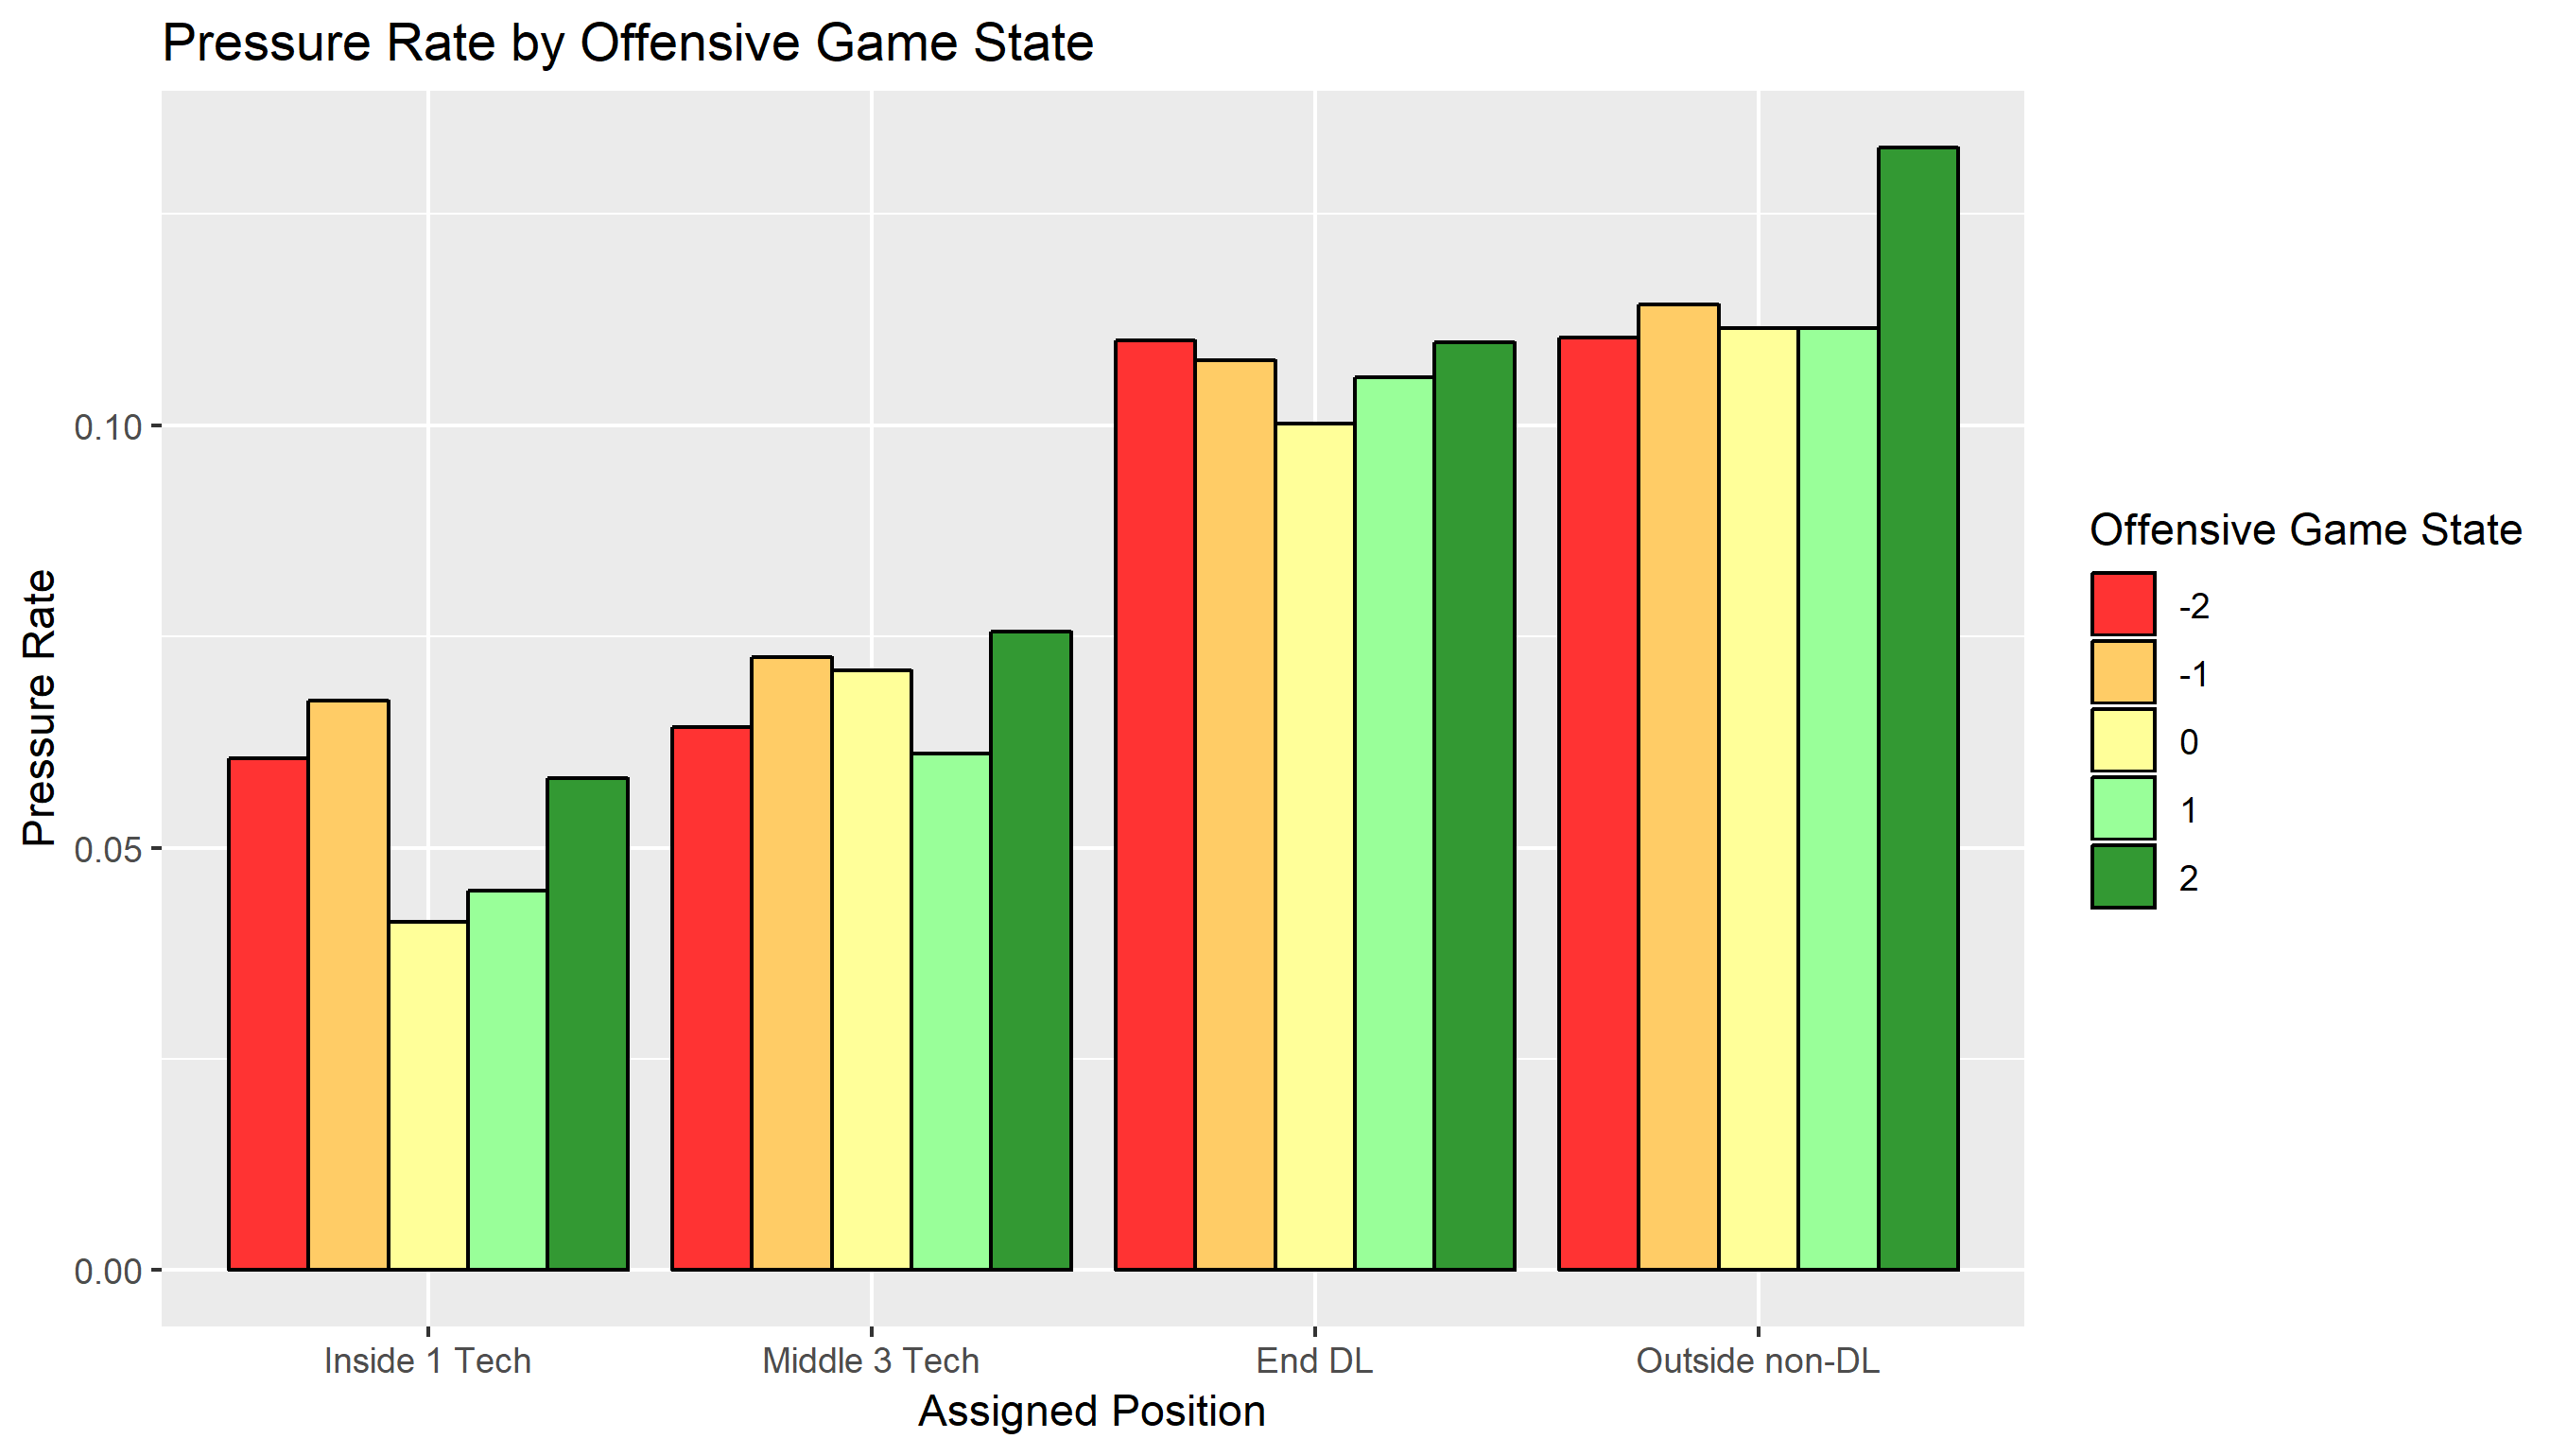 Pressure Rate by Offensive Game State
Pressure Rate
0.10
0.05
0.00
Inside 1 Tech
Middle 3 Tech
End DL
Outside non-DL
Assigned Position
Offensive Game State
-2
-1
0
1
2